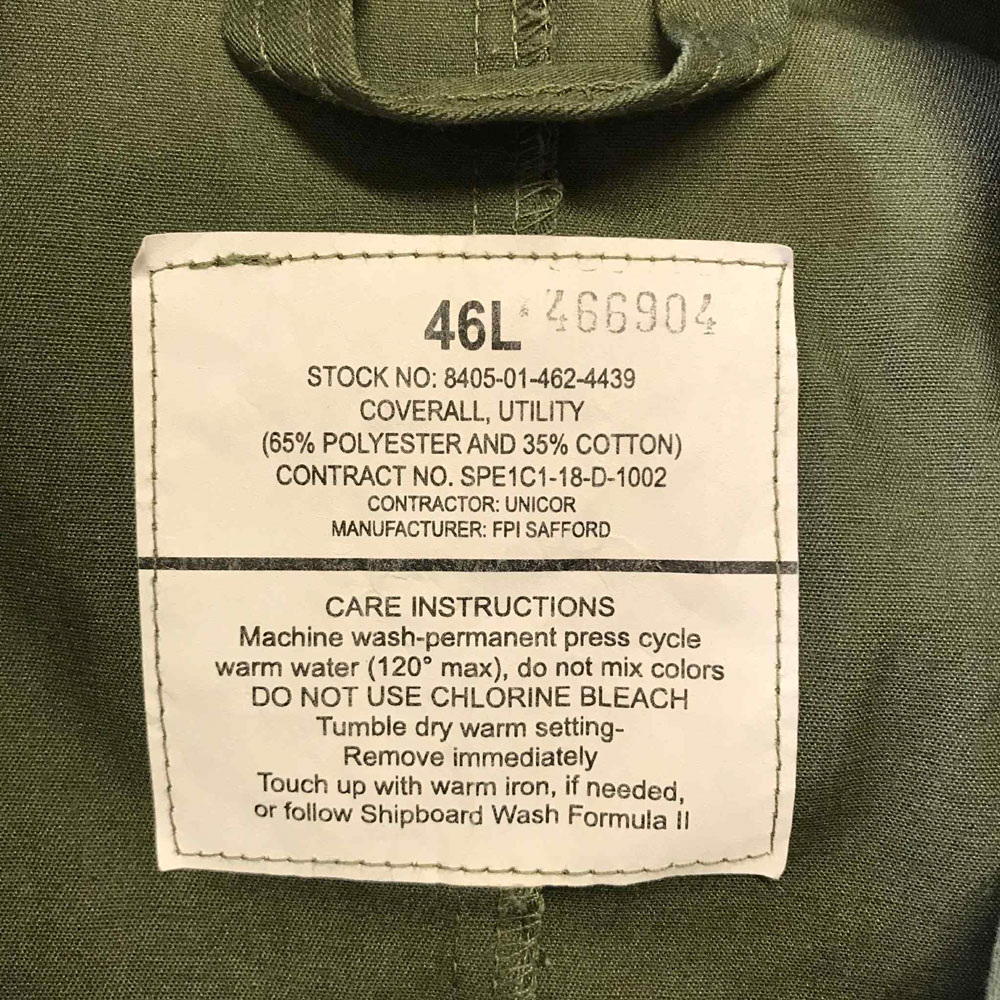 46L 466904
STOCK NO: 8405-01-462-4439
COVERALL, UTILITY
(65% POLYESTER AND 35% COTTON)
CONTRACT NO. SPE1C1-18-D-1002
CONTRACTOR: UNICOR
MANUFACTURER: FPI SAFFORD
CARE INSTRUCTIONS
Machine wash-permanent press cycle
warm water (120° max), do not mix colors
DO NOT USE CHLORINE BLEACH
Tumble dry warm setting-
Remove immediately
Touch up with warm iron, if needed,
or follow Shipboard Wash Formula II